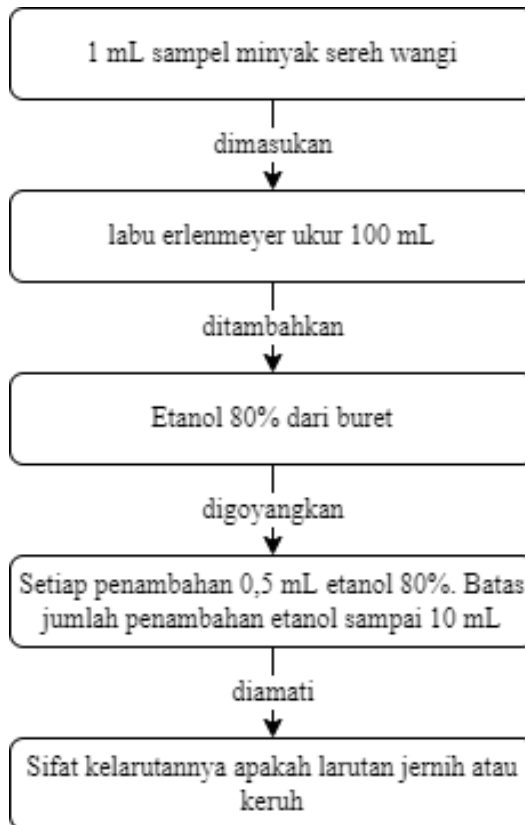 1 mL sampel minyak sereh wangi
dimasukan
labu erlenmeyer ukur 100 mL
ditambahkan
Etanol 80% dari buret
digoyangkan
Setiap penambahan 0,5 mL etanol 80%. Batas
jumlah penambahan etanol sampai 10 mL
diamati
Sifat kelarutannya apakah larutan jernih atau
keruh